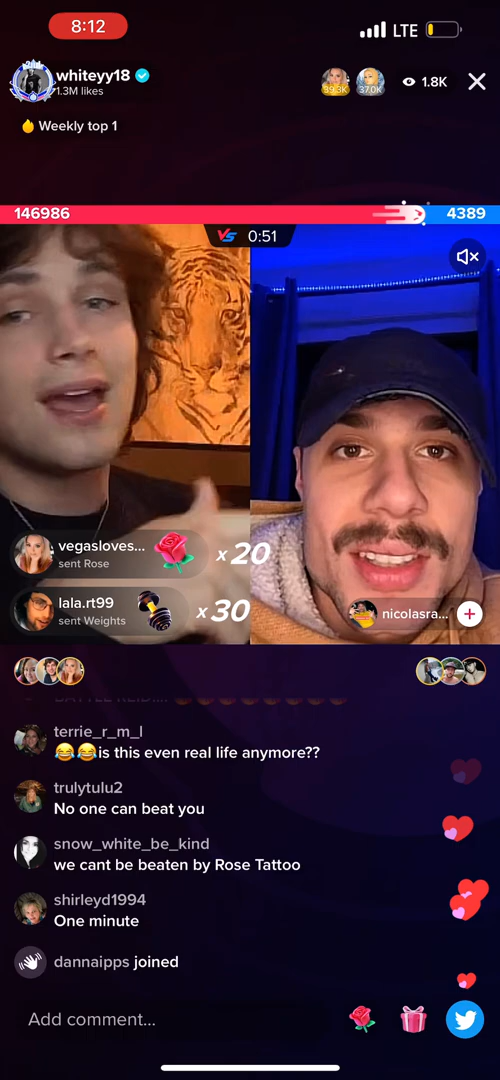 8:12
LTE
whiteyy18
1.3M likes
39.3K
37.0K
1.8K
Weekly top 1
146986
4389
VS 0:51
vegasloves...
sent Rose
x20
lala.rt99
sent Weights
x30
nicolasra...
terrie_r_m_l
😂😂is this even real life anymore??
trulytulu2
No one can beat you
snow_white_be_kind
we cant be beaten by Rose Tattoo
shirleyd1994
One minute
dannaipps joined
Add comment...